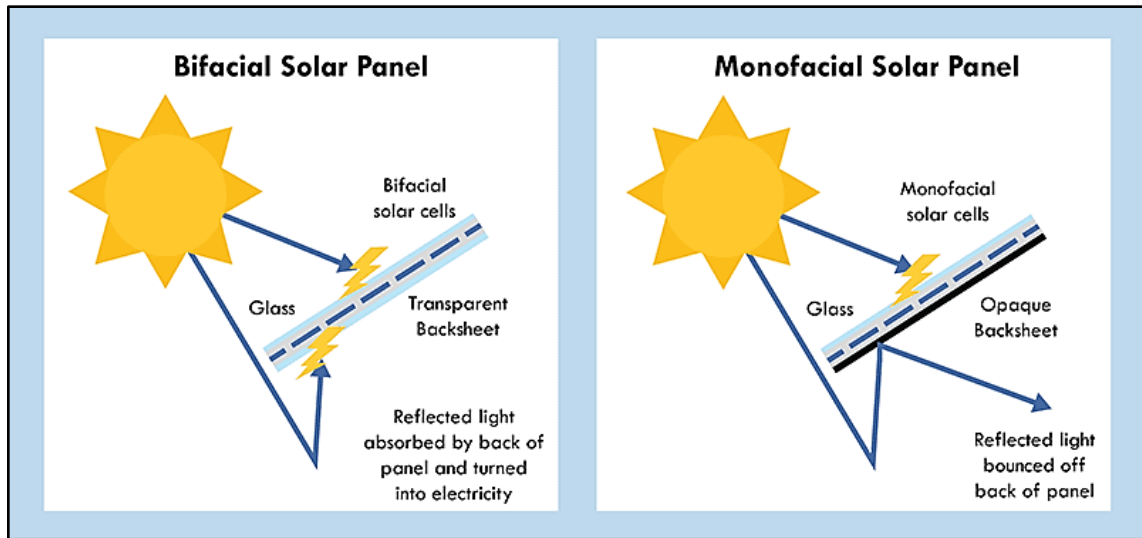 Bifacial Solar Panel
Bifacial
solar cells
Glass
Transparent
Backsheet
Reflected light
absorbed by back of
panel and turned
into electricity
Monofacial Solar Panel
Monofacial
solar cells
Glass
Opaque
Backsheet
Reflected light
bounced off
back of panel